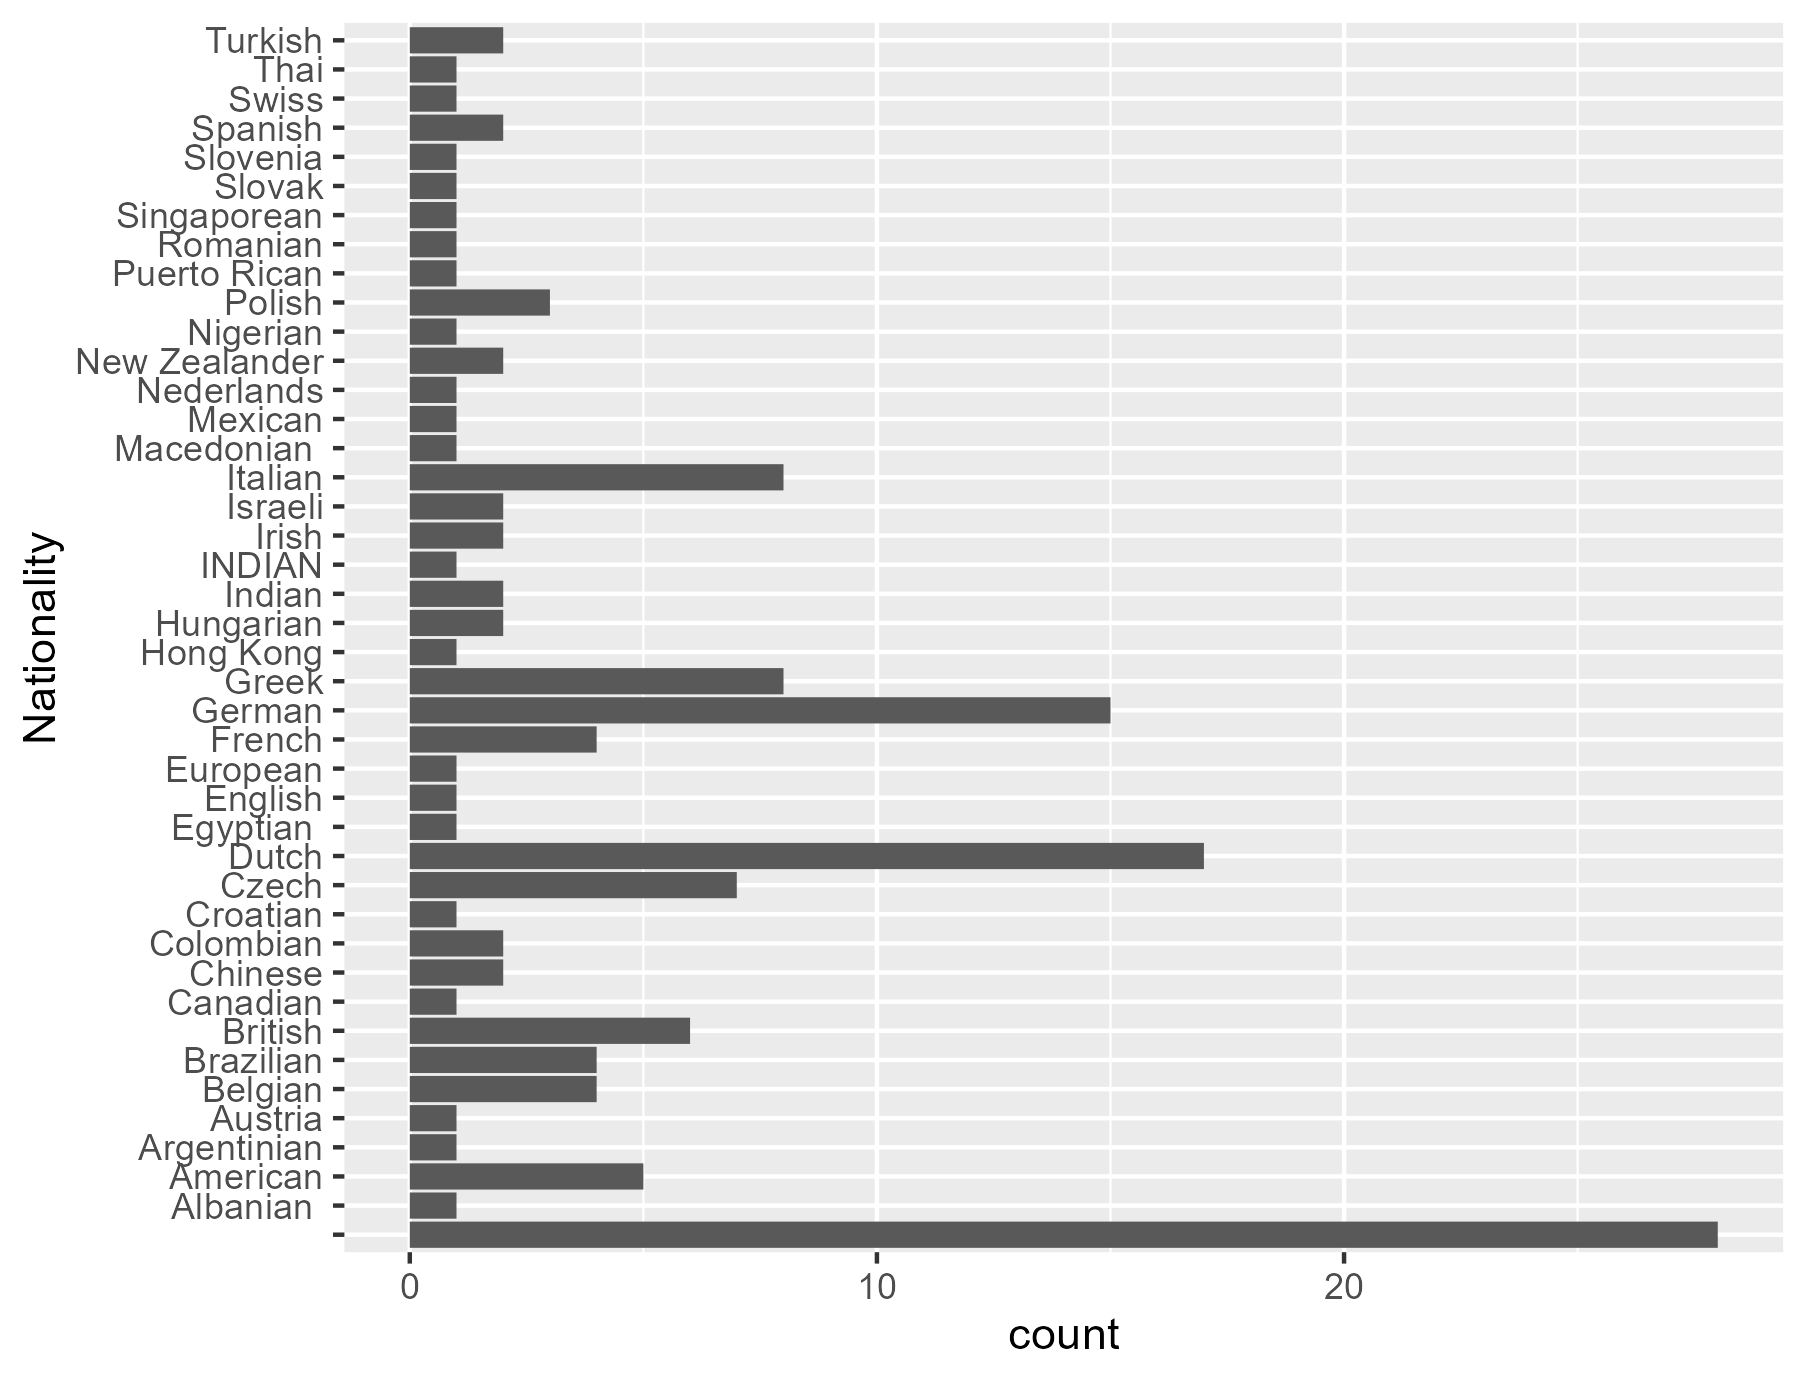 Turkish
Thai
Swiss
Spanish
Slovenia
Slovak
Singaporean
Romanian
Puerto Rican
Polish
Nigerian
New Zealander
Nederlands
Mexican
Macedonian
Italian
Israeli
Irish
INDIAN
Indian
Hungarian
Hong Kong
Greek
German
French
European
English
Egyptian
Dutch
Czech
Croatian
Colombian
Chinese
Canadian
British
Brazilian
Belgian
Austria
Argentinian
American
Albanian
Nationality
0 10 20
count